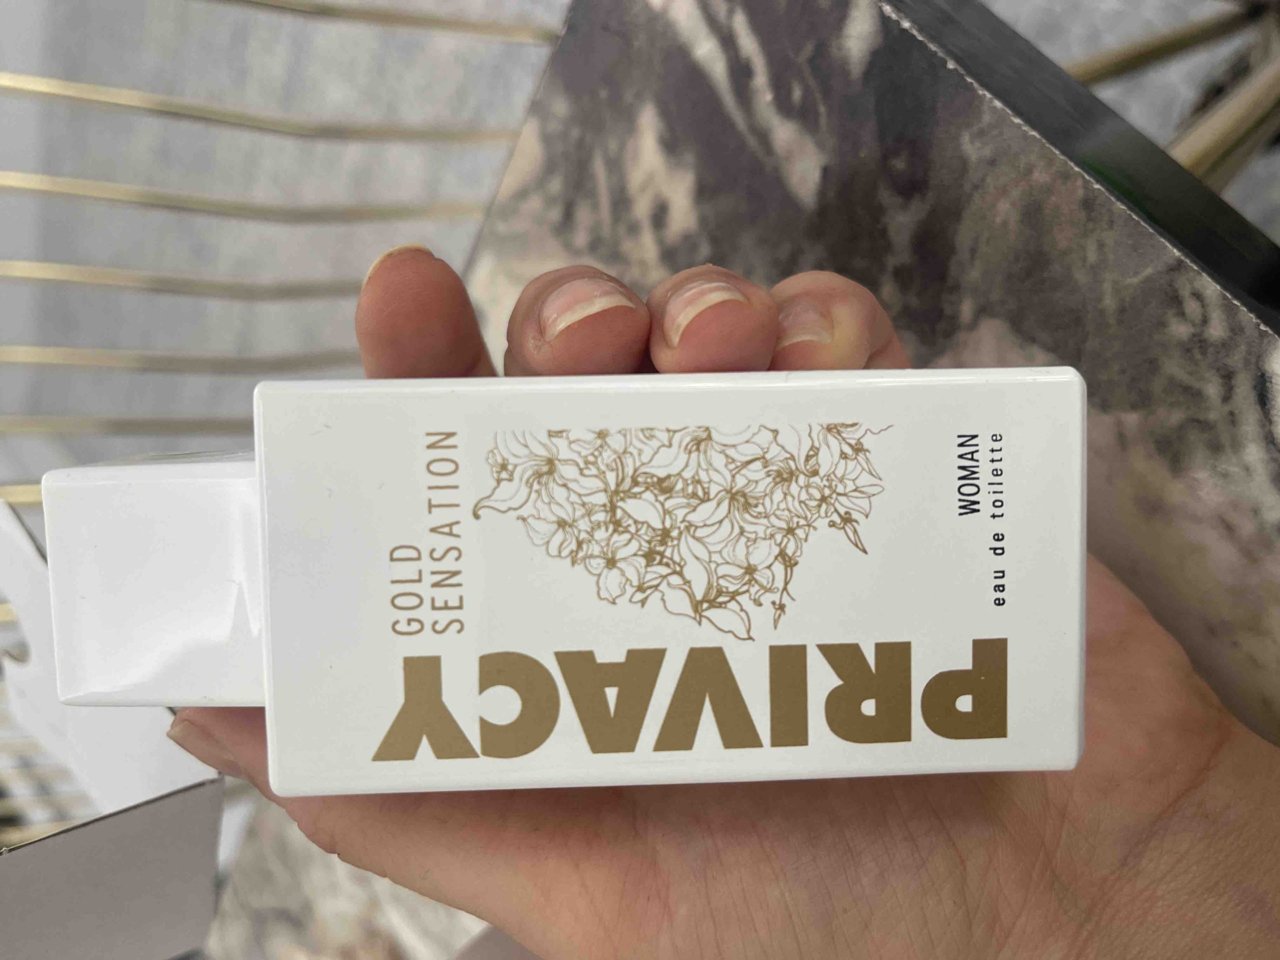 PRIVACY
GOLD
SENSATION
WOMAN
eau de toilette